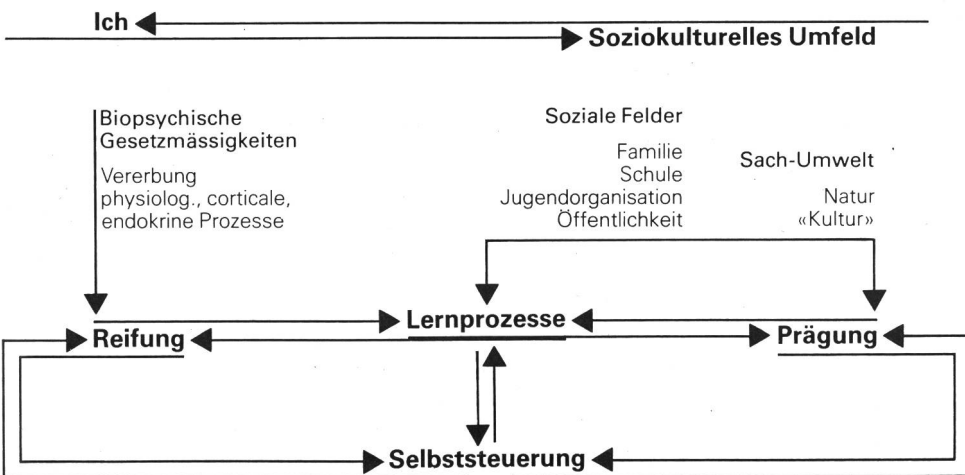 Ich
Soziokulturelles Umfeld
Biopsychische
Gesetzmässigkeiten
Vererbung
physiolog., corticale,
endokrine Prozesse
Soziale Felder
Familie
Schule
Jugendorganisation
Öffentlichkeit
Sach-Umwelt
Natur
«Kultur»
Lernprozesse
Reifung
Prägung
Selbststeuerung